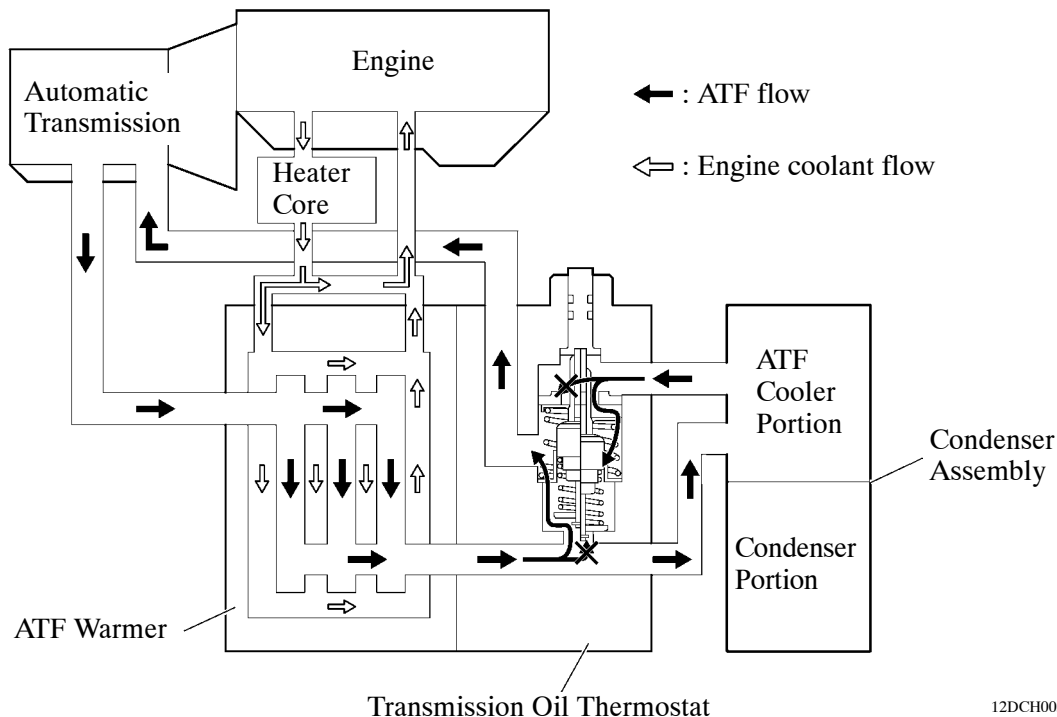 Engine
Automatic
Transmission
: ATF flow
: Engine coolant flow
Heater
Core
ATF
Cooler
Portion
Condenser
Assembly
Condenser
Portion
ATF Warmer
Transmission Oil Thermostat
12DCH00